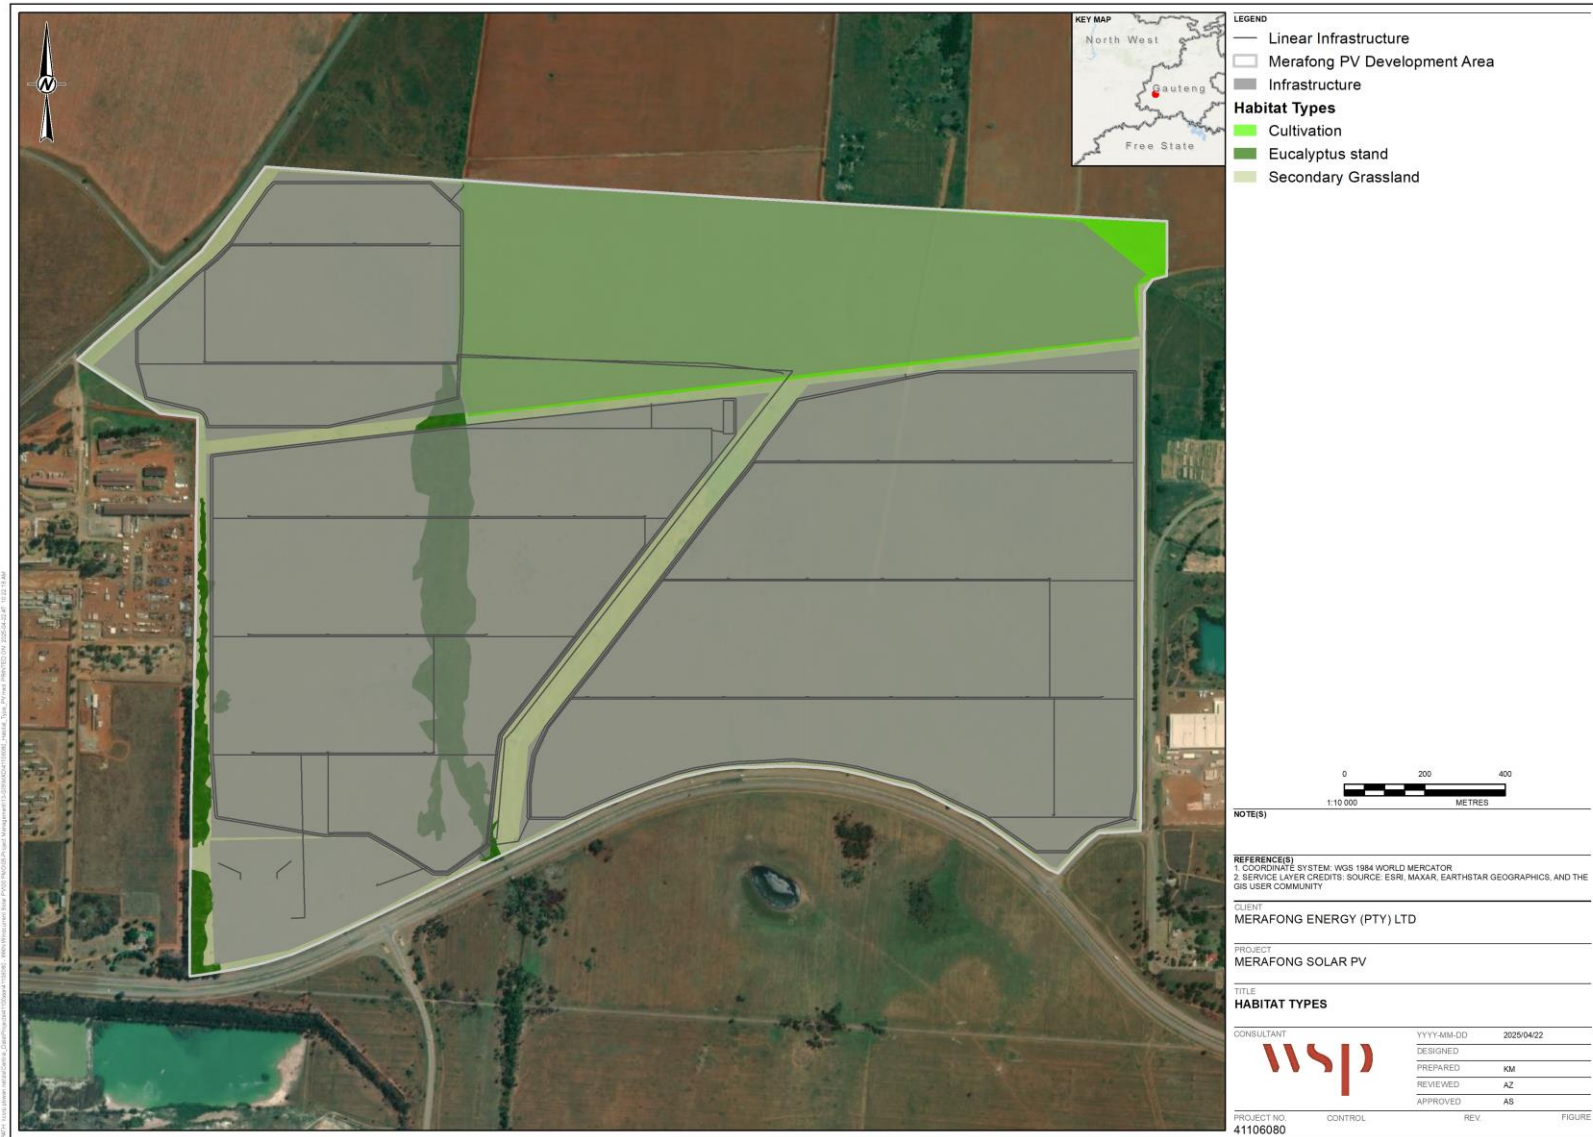 N
KEY MAP
North West
Gauteng
Free State
LEGEND
Linear Infrastructure
Merafong PV Development Area
Infrastructure
Habitat Types
Cultivation
Eucalyptus stand
Secondary Grassland
0 200 400
1:10 000 METRES
NOTE(S)
REFERENCE(S)
1. COORDINATE SYSTEM: WGS 1984 WORLD MERCATOR
2. SERVICE LAYER CREDITS: SOURCE: ESRI, MAXAR, EARTHSTAR GEOGRAPHICS, AND THE
GIS USER COMMUNITY
CLIENT
MERAFONG ENERGY (PTY) LTD
PROJECT
MERAFONG SOLAR PV
TITLE
HABITAT TYPES
CONSULTANT
wsp
YYYY-MM-DD 2025/04/22
DESIGNED
PREPARED KM
REVIEWED AZ
APPROVED AS
PROJECT NO. CONTROL REV. FIGURE
41106080